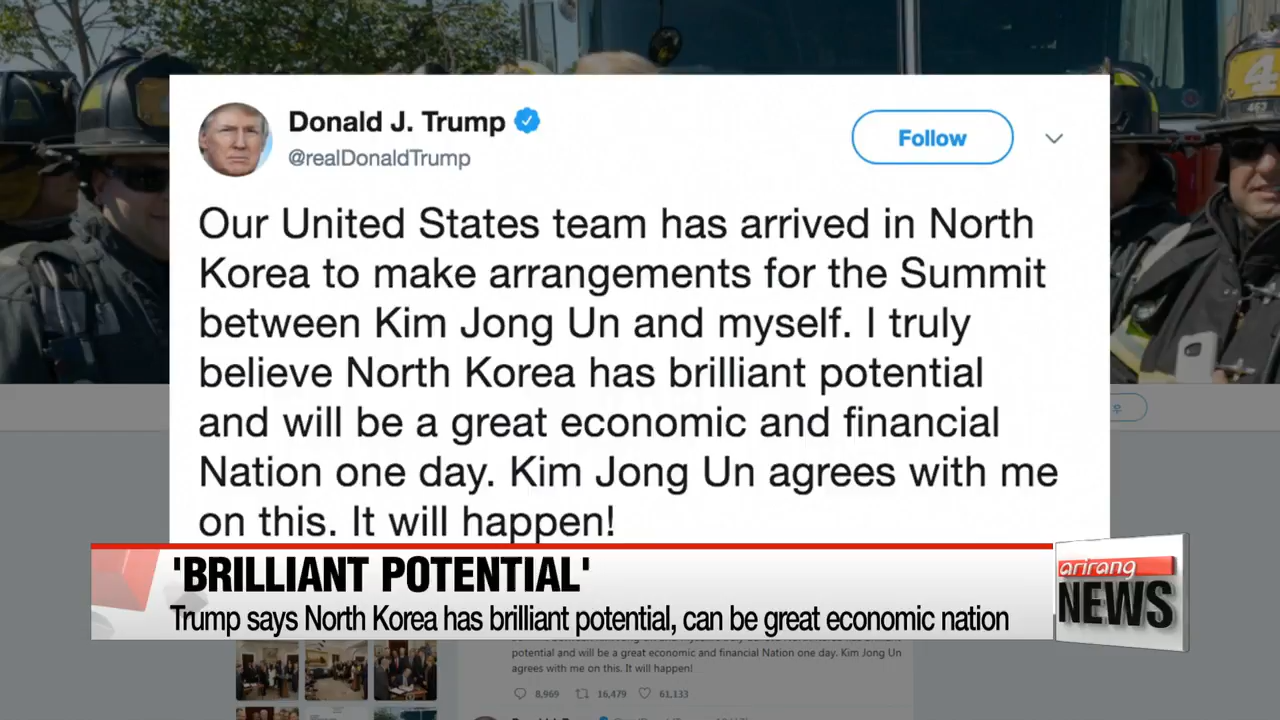 Donald J. Trump
@realDonaldTrump
Follow
Our United States team has arrived in North
Korea to make arrangements for the Summit
between Kim Jong Un and myself. I truly
believe North Korea has brilliant potential
and will be a great economic and financial
Nation one day. Kim Jong Un agrees with me
on this. It will happen!
'BRILLIANT POTENTIAL'
Trump says North Korea has brilliant potential, can be great economic nation
arirang
NEWS
potential and will be a great economic and financial Nation one day. Kim Jong Un
agrees with me on this. It will happen!
8,969 16,479 61,133
4
463